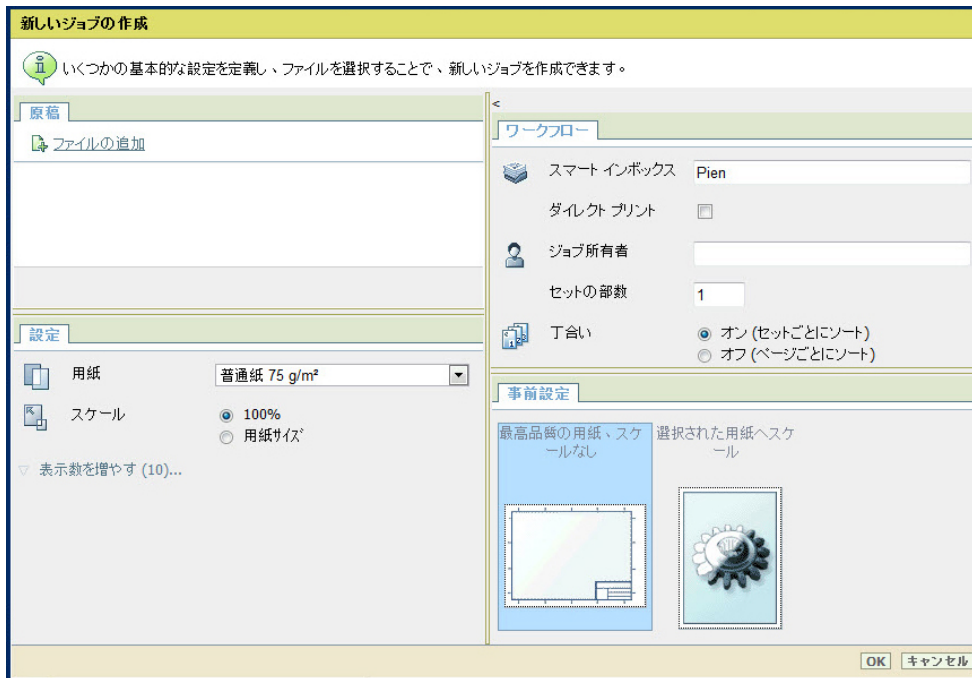 新しいジョブの作成
いくつかの基本的な設定を定義し、ファイルを選択することで、新しいジョブを作成できます。
原稿
ファイルの追加
設定
用紙
普通紙 75 g/m²
スケール
100%
用紙サイズ
表示数を増やす (10)...
<
ワークフロー
スマート インボックス
Pien
ダイレクト プリント
ジョブ所有者
セットの部数
1
丁合い
オン (セットごとにソート)
オフ (ページごとにソート)
事前設定
最高品質の用紙、スケ
ールなし
選択された用紙へスケ
ール
OK
キャンセル